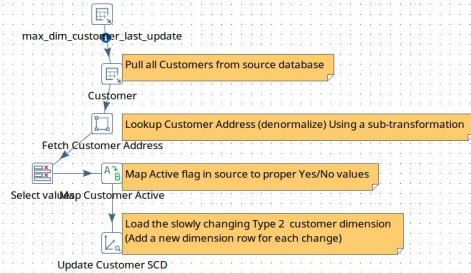 max_dim_customer_last_update
Pull all Customers from source database
Customer
Lookup Customer Address (denormalize) Using a sub-transformation
Fetch Customer Address
A
B
Map Active flag in source to proper Yes/No values
Select values
Map Customer Active
Load the slowly changing Type 2 customer dimension
(Add a new dimension row for each change)
Update Customer SCD